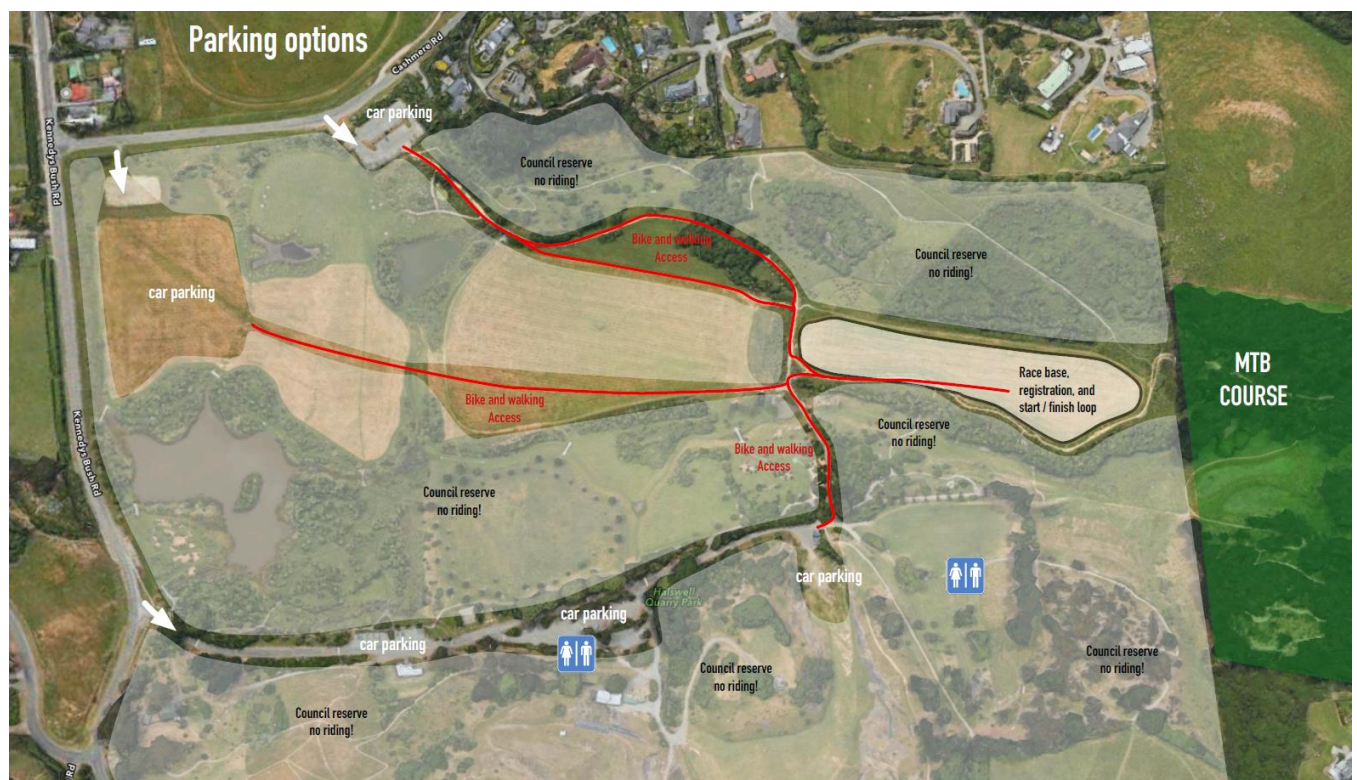 Parking options
Cashmere Rd
car parking
Kennedys Bush Rd
Council reserve
no riding!
Bike and walking
Access
Council reserve
no riding!
car parking
MTB
COURSE
Race base,
registration, and
start / finish loop
Bike and walking
Access
Council reserve
no riding!
Bike and walking
Access
Kennedys Bush Rd
Council reserve
no riding!
car parking
Halswell
Quarry Park
car parking
car parking
Council reserve
no riding!
Council reserve
no riding!
Council reserve
no riding!
Rd